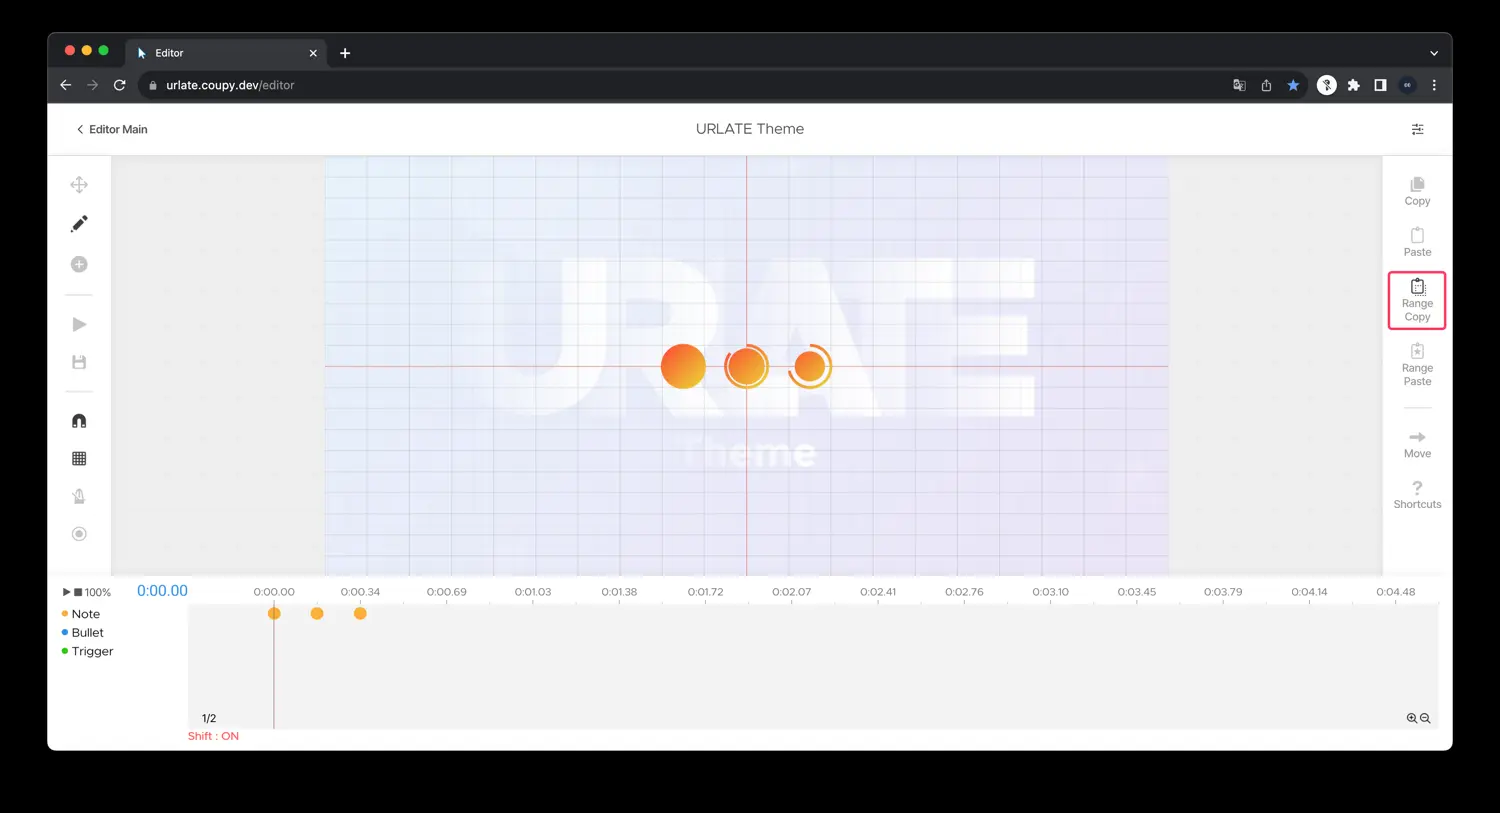 Editor
urlate.coupy.dev/editor
Editor Main
URLATE Theme
Copy
Paste
Range
Copy
Range
Paste
Move
?
Shortcuts
URATE
Theme
100%
0:00.00
0:00.00 0:00.34 0:00.69 0:01.03 0:01.38 0:01.72 0:02.07 0:02.41 0:02.76 0:03.10 0:03.45 0:03.79 0:04.14 0:04.48
Note
Bullet
Trigger
1/2
Shift : ON